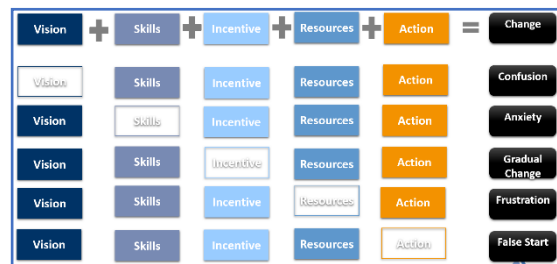 Vision + Skills + Incentive + Resources + Action = Change
Vision Skills Incentive Resources Action Confusion
Vision Skills Incentive Resources Action Anxiety
Vision Skills Incentive Resources Action Gradual
Change
Vision Skills Incentive Resources Action Frustration
Vision Skills Incentive Resources Action False Start